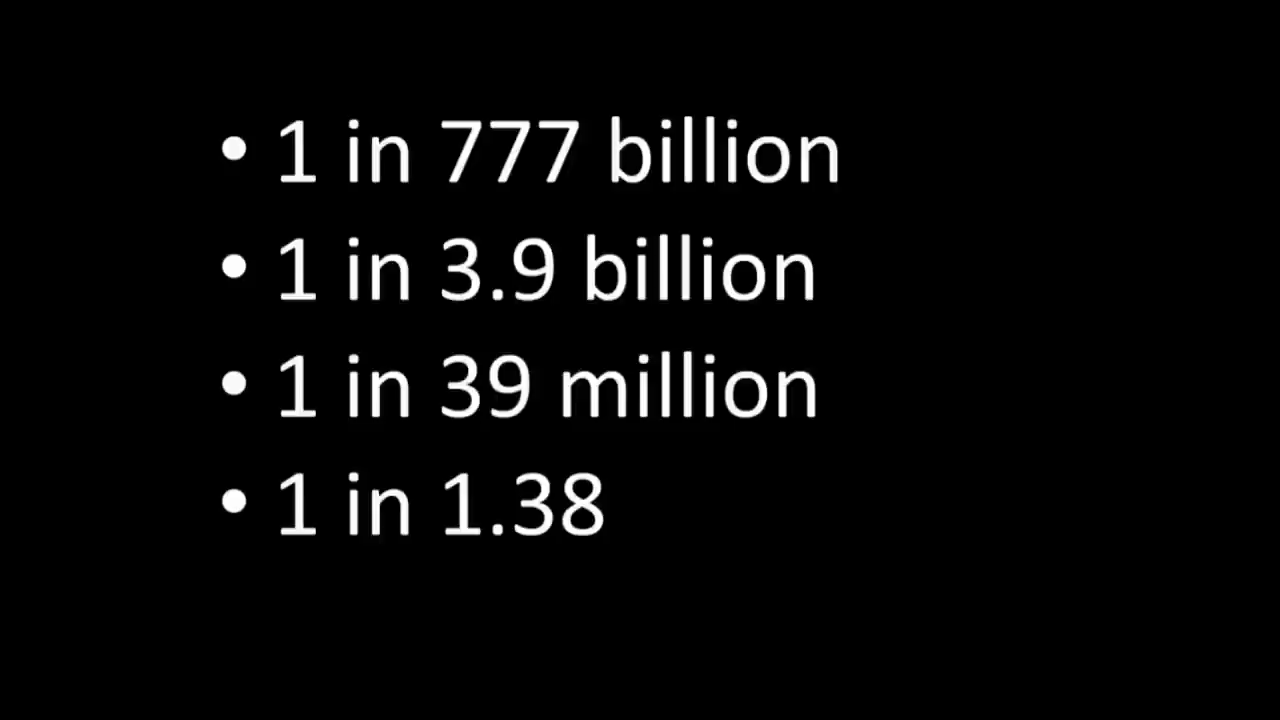 • 1 in 777 billion
• 1 in 3.9 billion
• 1 in 39 million
• 1 in 1.38